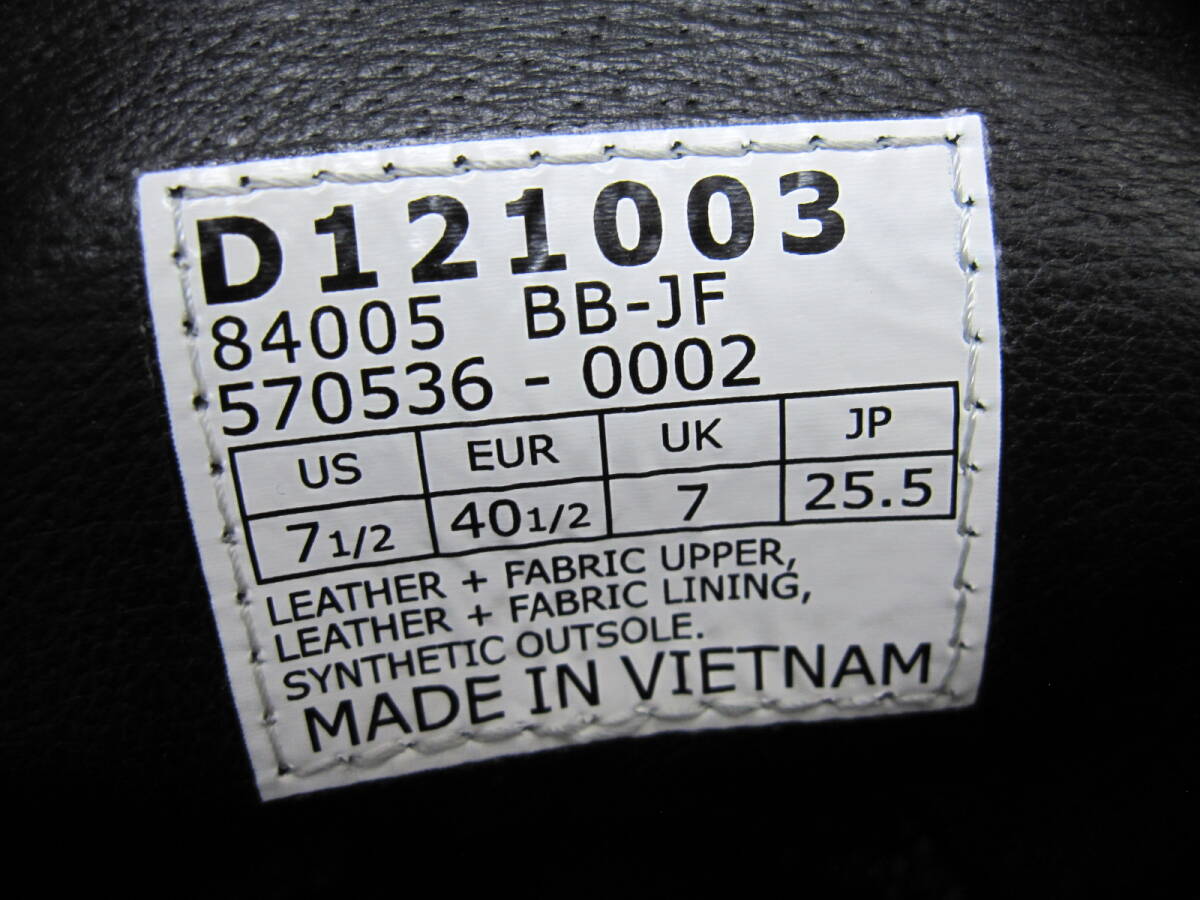 D121003
84005 BB-JF
570536 - 0002
US EUR UK JP
7 1/2 40 1/2 7 25.5
LEATHER + FABRIC UPPER,
LEATHER + FABRIC LINING,
SYNTHETIC OUTSOLE.
MADE IN VIETNAM